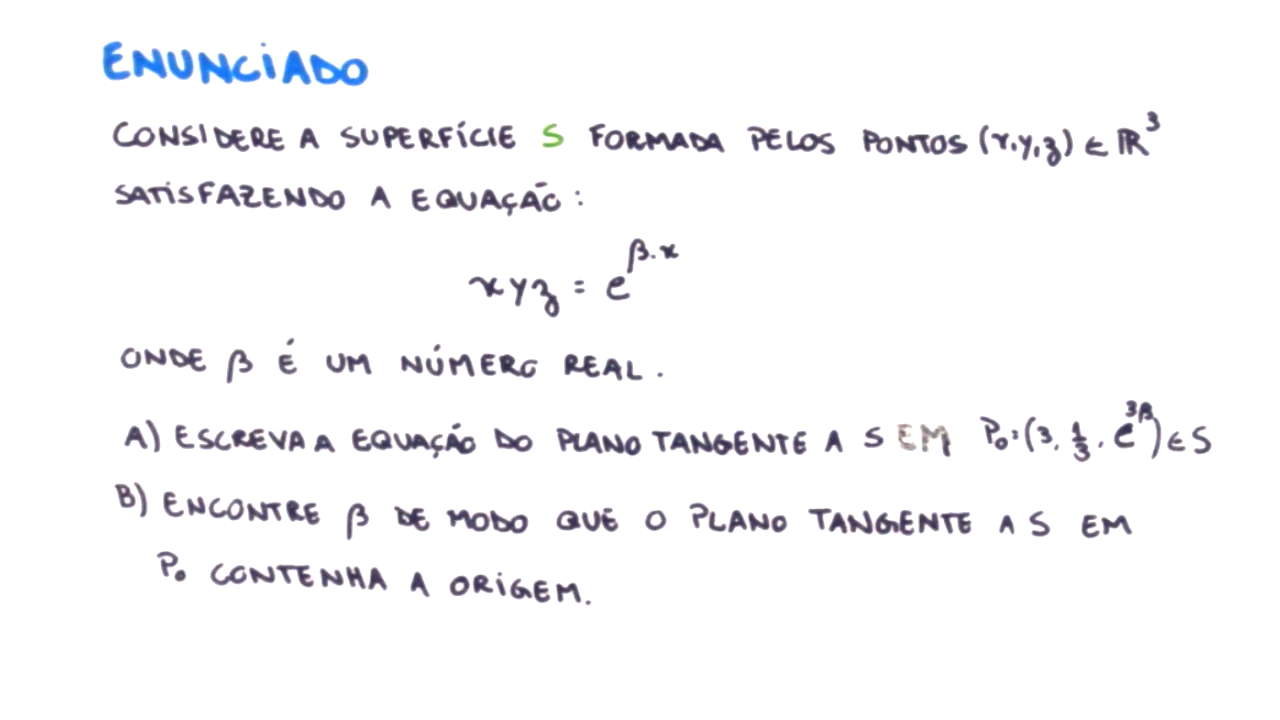 ENUNCIADO
CONSIDERE A SUPERFÍCIE S FORMADA PELOS PONTOS (x,y,z) ∈ ℝ³
SATISFAZENDO A EQUAÇÃO:
xyz = e^{β.x}
ONDE β É UM NÚMERO REAL.
A) ESCREVA A EQUAÇÃO DO PLANO TANGENTE A S EM P₀:(3, 1/3, e^{3β}) ∈ S
B) ENCONTRE β DE MODO QUE O PLANO TANGENTE A S EM
P₀ CONTENHA A ORIGEM.